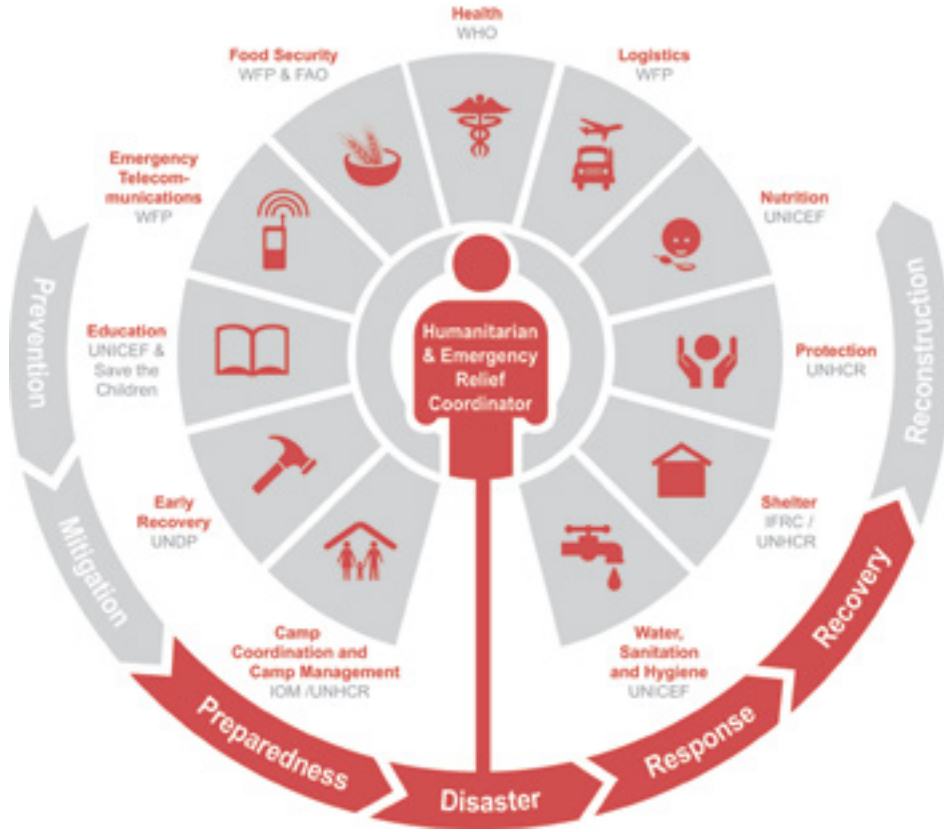 Health
WHO
Logistics
WFP
Nutrition
UNICEF
Protection
UNHCR
Shelter
IFRC /
UNHCR
Water,
Sanitation
and Hygiene
UNICEF
Camp
Coordination and
Camp Management
IOM /UNHCR
Early
Recovery
UNDP
Education
UNICEF &
Save the
Children
Emergency
Telecom-
munications
WFP
Food Security
WFP & FAO
Humanitarian
& Emergency
Relief
Coordinator
Prevention
Mitigation
Preparedness
Disaster
Response
Recovery
Reconstruction